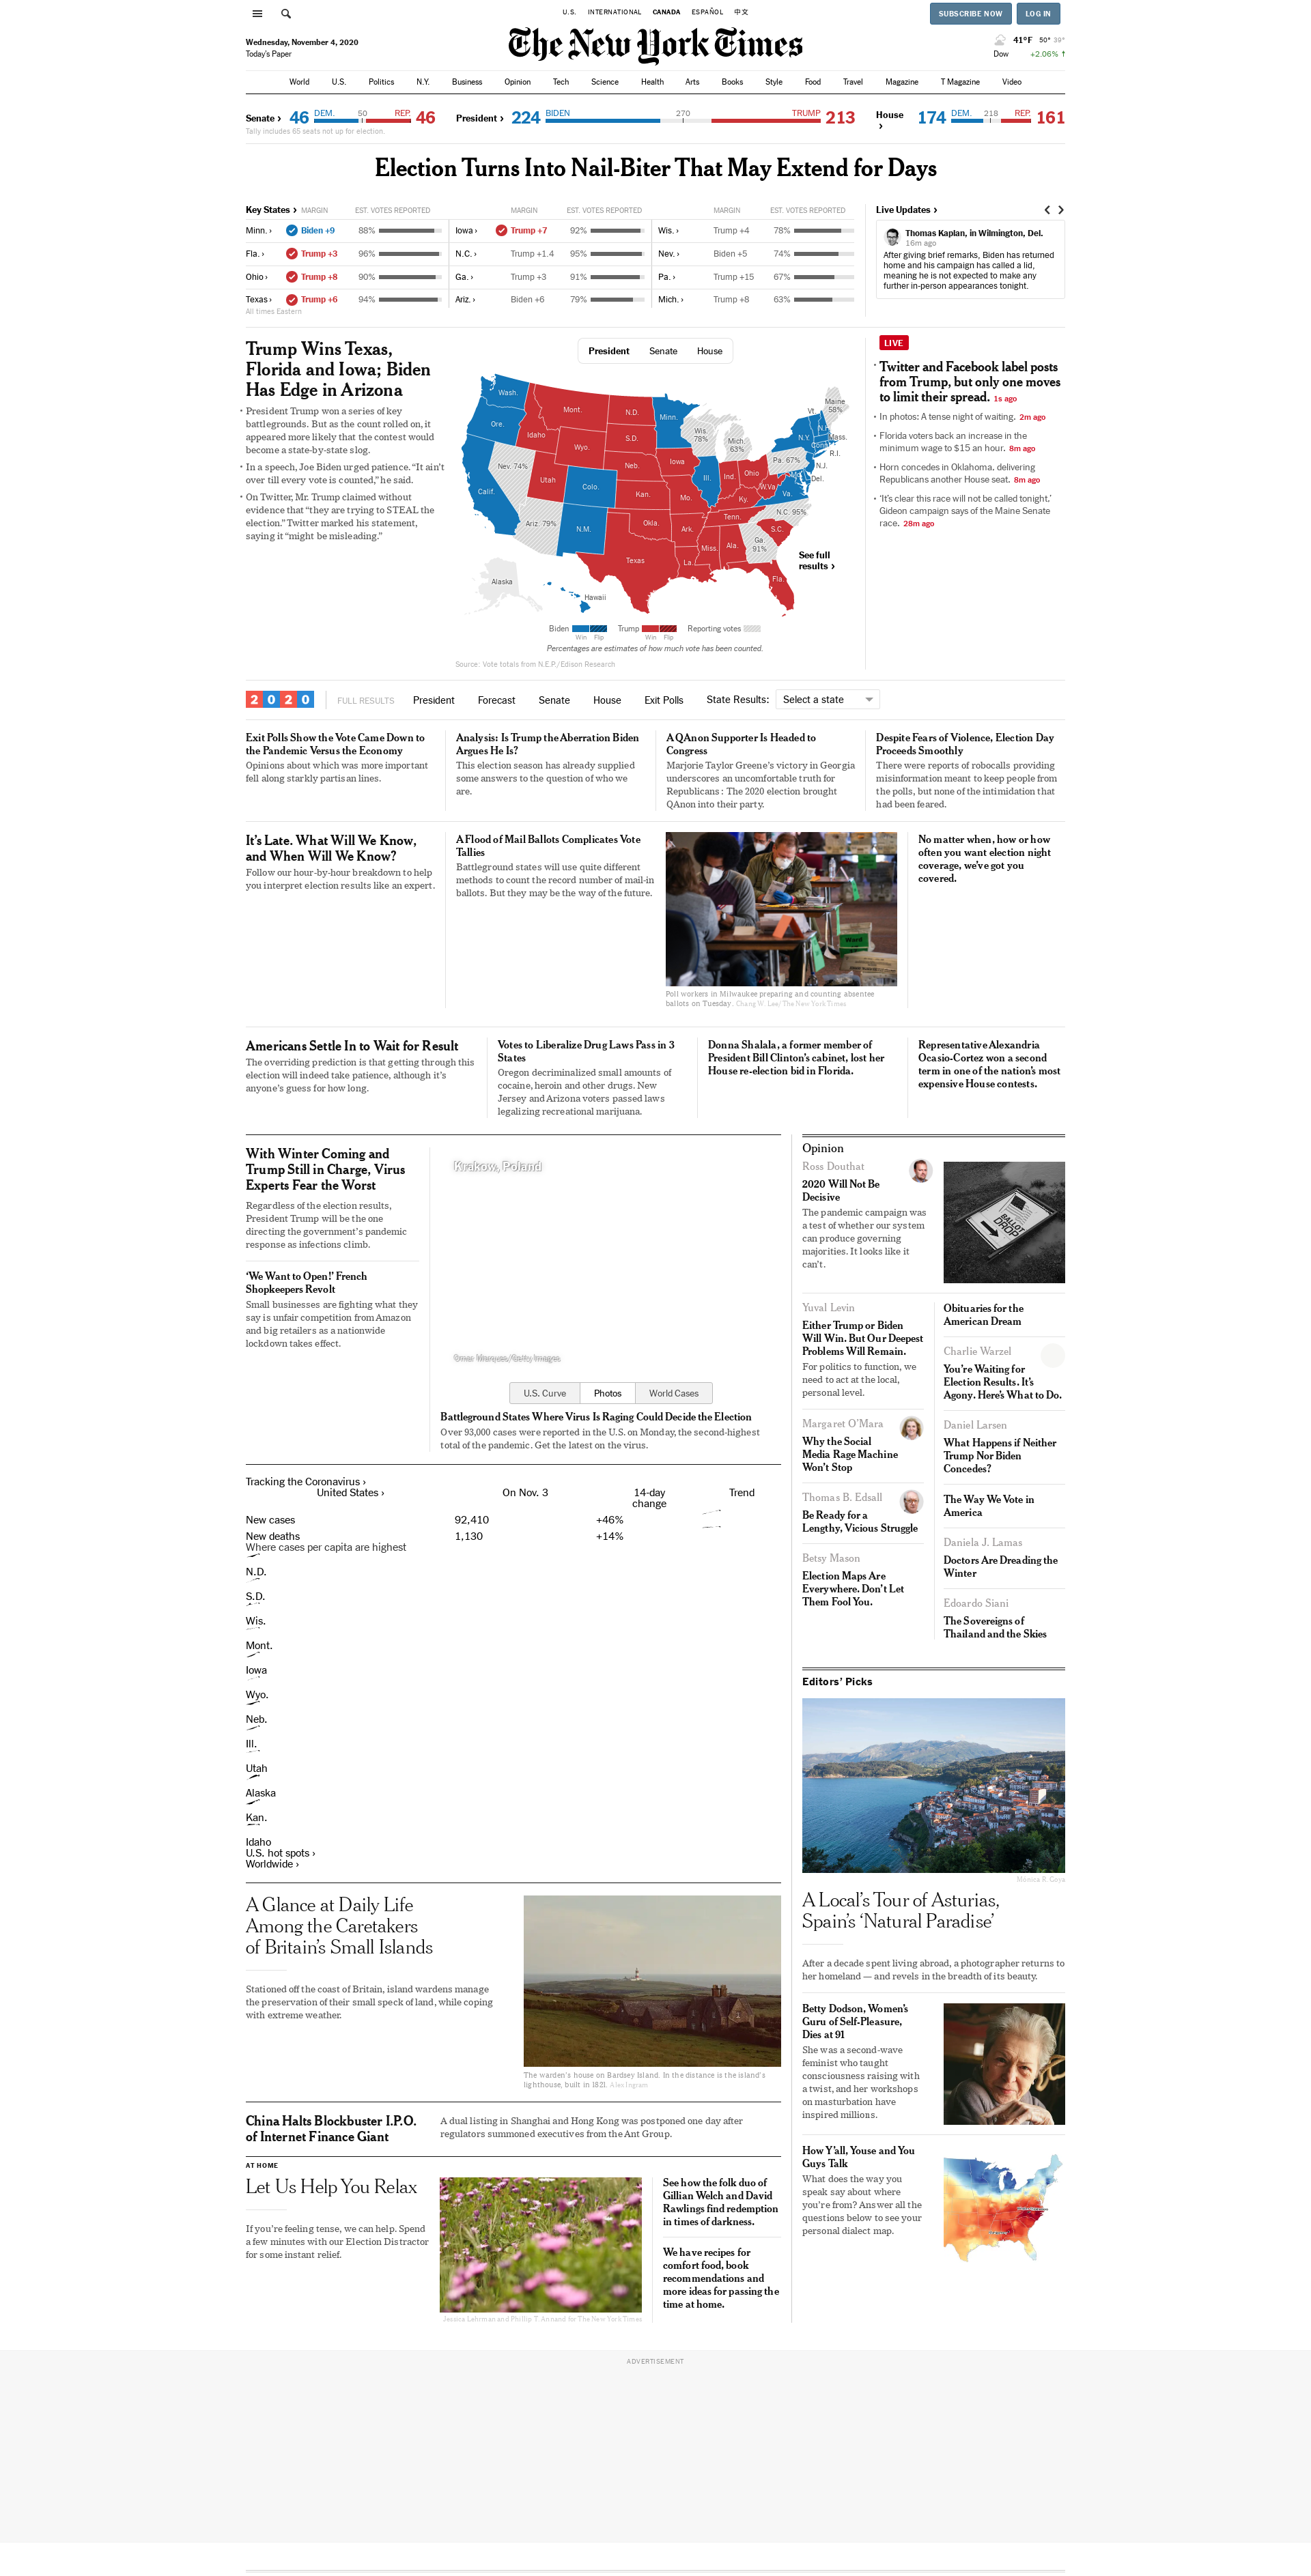 U.S. INTERNATIONAL CANADA ESPAÑOL 中文
SUBSCRIBE NOW LOG IN
Wednesday, November 4, 2020
Today's Paper
The New York Times
41°F 50° 39°
Dow +2.06% ↑
World U.S. Politics N.Y. Business Opinion Tech Science Health Arts Books Style Food Travel Magazine T Magazine Video
Senate › 46 DEM. 50 REP. 46
Tally includes 65 seats not up for election.
President › 224 BIDEN 270 TRUMP 213
House › 174 DEM. 218 REP. 161
Election Turns Into Nail-Biter That May Extend for Days
Key States › MARGIN EST. VOTES REPORTED MARGIN EST. VOTES REPORTED MARGIN EST. VOTES REPORTED
Minn. › Biden +9 88% Iowa › Trump +7 92% Wis. › Trump +4 78%
Fla. › Trump +3 96% N.C. › Trump +1.4 95% Nev. › Biden +5 74%
Ohio › Trump +8 90% Ga. › Trump +3 91% Pa. › Trump +15 67%
Texas › Trump +6 94% Ariz. › Biden +6 79% Mich. › Trump +8 63%
All times Eastern
Live Updates ›
Thomas Kaplan, in Wilmington, Del.
16m ago
After giving brief remarks, Biden has returned
home and his campaign has called a lid,
meaning he is not expected to make any
further in-person appearances tonight.
Trump Wins Texas,
Florida and Iowa; Biden
Has Edge in Arizona
President Trump won a series of key
battlegrounds. But as the count rolled on, it
appeared more likely that the contest would
become a state-by-state slog.
In a speech, Joe Biden urged patience. “It ain’t
over till every vote is counted,” he said.
On Twitter, Mr. Trump claimed without
evidence that “they are trying to STEAL the
election.” Twitter marked his statement,
saying it “might be misleading.”
President Senate House
Wash.
Ore.
Calif.
Nev. 74%
Idaho
Mont.
Wyo.
Utah
Colo.
Ariz. 79%
N.M.
N.D.
S.D.
Neb.
Kan.
Okla.
Texas
Minn.
Iowa
Mo.
Ark.
La.
Wis.
78%
Ill.
Mich.
63%
Ind.
Ohio
Ky.
Tenn.
Miss.
Ala.
Ga.
91%
Fla.
S.C.
N.C. 95%
Va.
W.Va.
Pa. 67%
N.Y.
Vt.
N.H.
Maine
58%
Mass.
Conn.
R.I.
N.J.
Del.
Alaska
Hawaii
See full
results ›
Biden Trump Reporting votes
Win Flip Win Flip
Percentages are estimates of how much vote has been counted.
Source: Vote totals from N.E.P./Edison Research
LIVE
Twitter and Facebook label posts
from Trump, but only one moves
to limit their spread. 1s ago
In photos: A tense night of waiting. 2m ago
Florida voters back an increase in the
minimum wage to $15 an hour. 8m ago
Horn concedes in Oklahoma, delivering
Republicans another House seat. 8m ago
‘It’s clear this race will not be called tonight.’
Gideon campaign says of the Maine Senate
race. 28m ago
2020 FULL RESULTS President Forecast Senate House Exit Polls State Results: Select a state
Exit Polls Show the Vote Came Down to
the Pandemic Versus the Economy
Opinions about which was more important
fell along starkly partisan lines.
Analysis: Is Trump the Aberration Biden
Argues He Is?
This election season has already supplied
some answers to the question of who we
are.
A QAnon Supporter Is Headed to
Congress
Marjorie Taylor Greene’s victory in Georgia
underscores an uncomfortable truth for
Republicans: The 2020 election brought
QAnon into their party.
Despite Fears of Violence, Election Day
Proceeds Smoothly
There were reports of robocalls providing
misinformation meant to keep people from
the polls, but none of the intimidation that
had been feared.
It’s Late. What Will We Know,
and When Will We Know?
Follow our hour-by-hour breakdown to help
you interpret election results like an expert.
A Flood of Mail Ballots Complicates Vote
Tallies
Battleground states will use quite different
methods to count the record number of mail-in
ballots. But they may be the way of the future.
Word
Poll workers in Milwaukee preparing and counting absentee
ballots on Tuesday. Chang W. Lee/The New York Times
No matter when, how or how
often you want election night
coverage, we’ve got you
covered.
Americans Settle In to Wait for Result
The overriding prediction is that getting through this
election will indeed take patience, although it’s
anyone’s guess for how long.
Votes to Liberalize Drug Laws Pass in 3
States
Oregon decriminalized small amounts of
cocaine, heroin and other drugs. New
Jersey and Arizona voters passed laws
legalizing recreational marijuana.
Donna Shalala, a former member of
President Bill Clinton’s cabinet, lost her
House re-election bid in Florida.
Representative Alexandria
Ocasio-Cortez won a second
term in one of the nation’s most
expensive House contests.
With Winter Coming and
Trump Still in Charge, Virus
Experts Fear the Worst
Regardless of the election results,
President Trump will be the one
directing the government’s pandemic
response as infections climb.
‘We Want to Open!’ French
Shopkeepers Revolt
Small businesses are fighting what they
say is unfair competition from Amazon
and big retailers as a nationwide
lockdown takes effect.
Krakow, Poland
Omar Marques/Getty Images
U.S. Curve Photos World Cases
Battleground States Where Virus Is Raging Could Decide the Election
Over 93,000 cases were reported in the U.S. on Monday, the second-highest
total of the pandemic. Get the latest on the virus.
Tracking the Coronavirus ›
United States › On Nov. 3 14-day
change Trend
New cases 92,410 +46%
New deaths 1,130 +14%
Where cases per capita are highest
N.D.
S.D.
Wis.
Mont.
Iowa
Wyo.
Neb.
Ill.
Utah
Alaska
Kan.
Idaho
U.S. hot spots ›
Worldwide ›
A Glance at Daily Life
Among the Caretakers
of Britain’s Small Islands
Stationed off the coast of Britain, island wardens manage
the preservation of their small speck of land, while coping
with extreme weather.
The warden’s house on Bardsey Island. In the distance is the island’s
lighthouse, built in 1821. Alex Ingram
China Halts Blockbuster I.P.O.
of Internet Finance Giant
A dual listing in Shanghai and Hong Kong was postponed one day after
regulators summoned executives from the Ant Group.
AT HOME
Let Us Help You Relax
If you’re feeling tense, we can help. Spend
a few minutes with our Election Distractor
for some instant relief.
Jessica Lehrman and Phillip T. Annand for The New York Times
See how the folk duo of
Gillian Welch and David
Rawlings find redemption
in times of darkness.
We have recipes for
comfort food, book
recommendations and
more ideas for passing the
time at home.
Opinion
Ross Douthat
2020 Will Not Be
Decisive
The pandemic campaign was
a test of whether our system
can produce governing
majorities. It looks like it
can’t.
BALLOT
DROP
Yuval Levin
Either Trump or Biden
Will Win. But Our Deepest
Problems Will Remain.
For politics to function, we
need to act at the local,
personal level.
Margaret O’Mara
Why the Social
Media Rage Machine
Won’t Stop
Thomas B. Edsall
Be Ready for a
Lengthy, Vicious Struggle
Betsy Mason
Election Maps Are
Everywhere. Don’t Let
Them Fool You.
Obituaries for the
American Dream
Charlie Warzel
You’re Waiting for
Election Results. It’s
Agony. Here’s What to Do.
Daniel Larsen
What Happens if Neither
Trump Nor Biden
Concedes?
The Way We Vote in
America
Daniela J. Lamas
Doctors Are Dreading the
Winter
Edoardo Siani
The Sovereigns of
Thailand and the Skies
Editors’ Picks
Mónica R. Goya
A Local’s Tour of Asturias,
Spain’s ‘Natural Paradise’
After a decade spent living abroad, a photographer returns to
her homeland — and revels in the breadth of its beauty.
Betty Dodson, Women’s
Guru of Self-Pleasure,
Dies at 91
She was a second-wave
feminist who taught
consciousness raising with
a twist, and her workshops
on masturbation have
inspired millions.
How Y’all, Youse and You
Guys Talk
What does the way you
speak say about where
you’re from? Answer all the
questions below to see your
personal dialect map.
ADVERTISEMENT